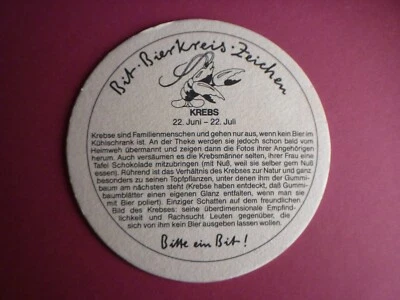 Bit·Bierkreis·Zeichen
KREBS
22. Juni – 22. Juli
Krebse sind Familienmenschen und gehen nur aus, wenn kein Bier im
Kühlschrank ist. An der Theke werden sie jedoch schon bald vom
Heimweh übermannt und zeigen dann die Fotos ihrer Angehörigen
herum. Auch versäumen es die Krebsmänner selten, ihrer Frau eine
Tafel Schokolade mitzubringen (mit Nuß, weil sie selber gern Nuß
essen). Rührend ist das Verhältnis des Krebses zur Natur und ganz
besonders zu seinen Topfpflanzen, unter denen ihm der Gummi-
baum am nächsten steht (Krebse haben entdeckt, daß Gummi-
baumblätter einen eigenen Glanz entfalten, wenn man sie
mit Bier poliert). Einziger Schatten auf dem freundlichen
Bild des Krebses: seine überdimensionale Empfind-
lichkeit und Rachsucht Leuten gegenüber, die
sich von ihm kein Bier ausgeben lassen wollen.
Bitte ein Bit!